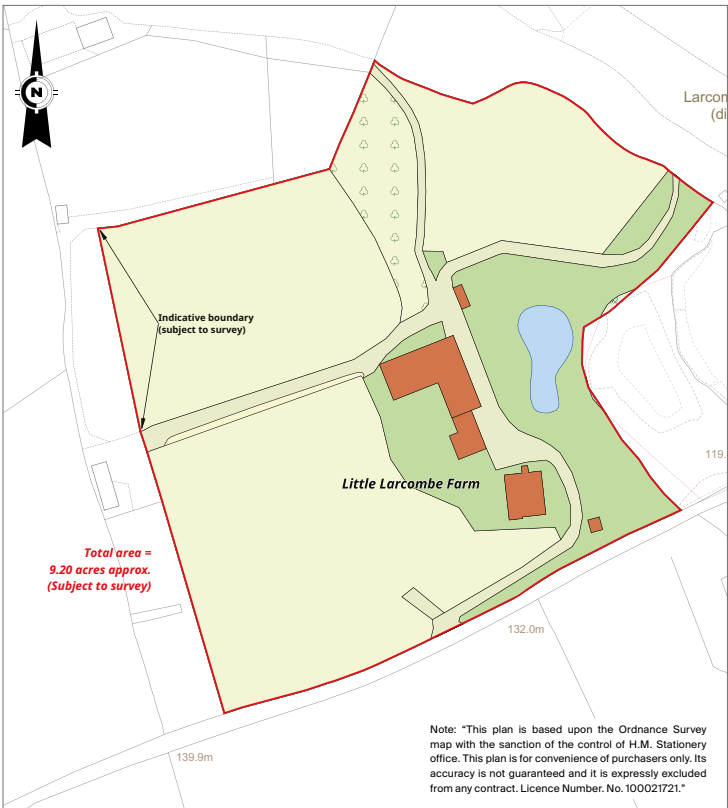 N
Larcom
(di
Indicative boundary
(subject to survey)
119.
Little Larcombe Farm
Total area =
9.20 acres approx.
(Subject to survey)
132.0m
139.9m
Note: “This plan is based upon the Ordnance Survey
map with the sanction of the control of H.M. Stationery
office. This plan is for convenience of purchasers only. Its
accuracy is not guaranteed and it is expressly excluded
from any contract. Licence Number. No. 100021721.”